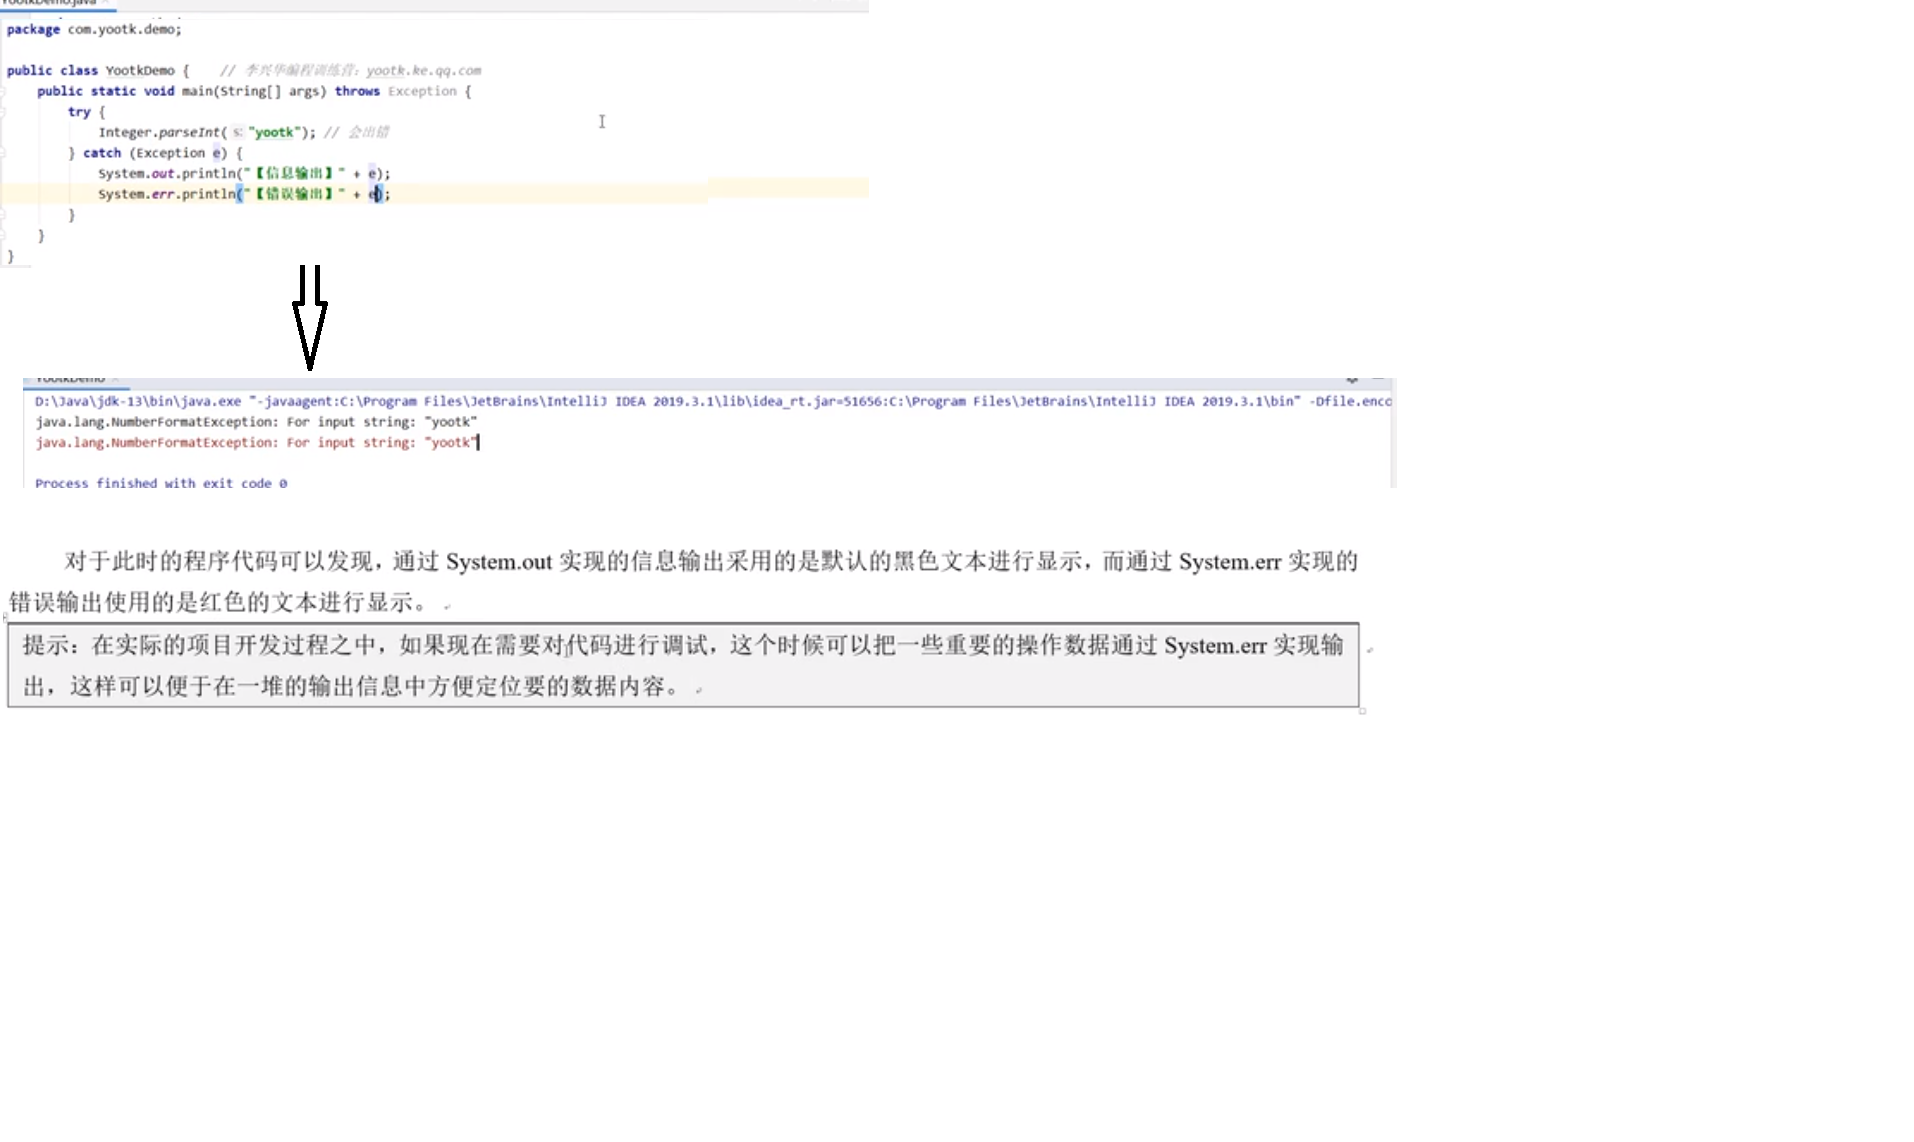 YootkDemo.java
package com.yootk.demo;
public class YootkDemo {    // 李兴华编程训练营：yootk.ke.qq.com
public static void main(String[] args) throws Exception {
try {
Integer.parseInt( s: "yootk"); // 会出错
} catch (Exception e) {
System.out.println("【信息输出】" + e);
System.err.println("【错误输出】" + e);
}
}
}
YootkDemo
D:\Java\jdk-13\bin\java.exe "-javaagent:C:\Program Files\JetBrains\IntelliJ IDEA 2019.3.1\lib\idea_rt.jar=51656:C:\Program Files\JetBrains\IntelliJ IDEA 2019.3.1\bin" -Dfile.enco
java.lang.NumberFormatException: For input string: "yootk"
java.lang.NumberFormatException: For input string: "yootk"
Process finished with exit code 0
对于此时的程序代码可以发现，通过 System.out 实现的信息输出采用的是默认的黑色文本进行显示，而通过 System.err 实现的
错误输出使用的是红色的文本进行显示。
提示：在实际的项目开发过程之中，如果现在需要对代码进行调试，这个时候可以把一些重要的操作数据通过 System.err 实现输
出，这样可以便于在一堆的输出信息中方便定位要的数据内容。